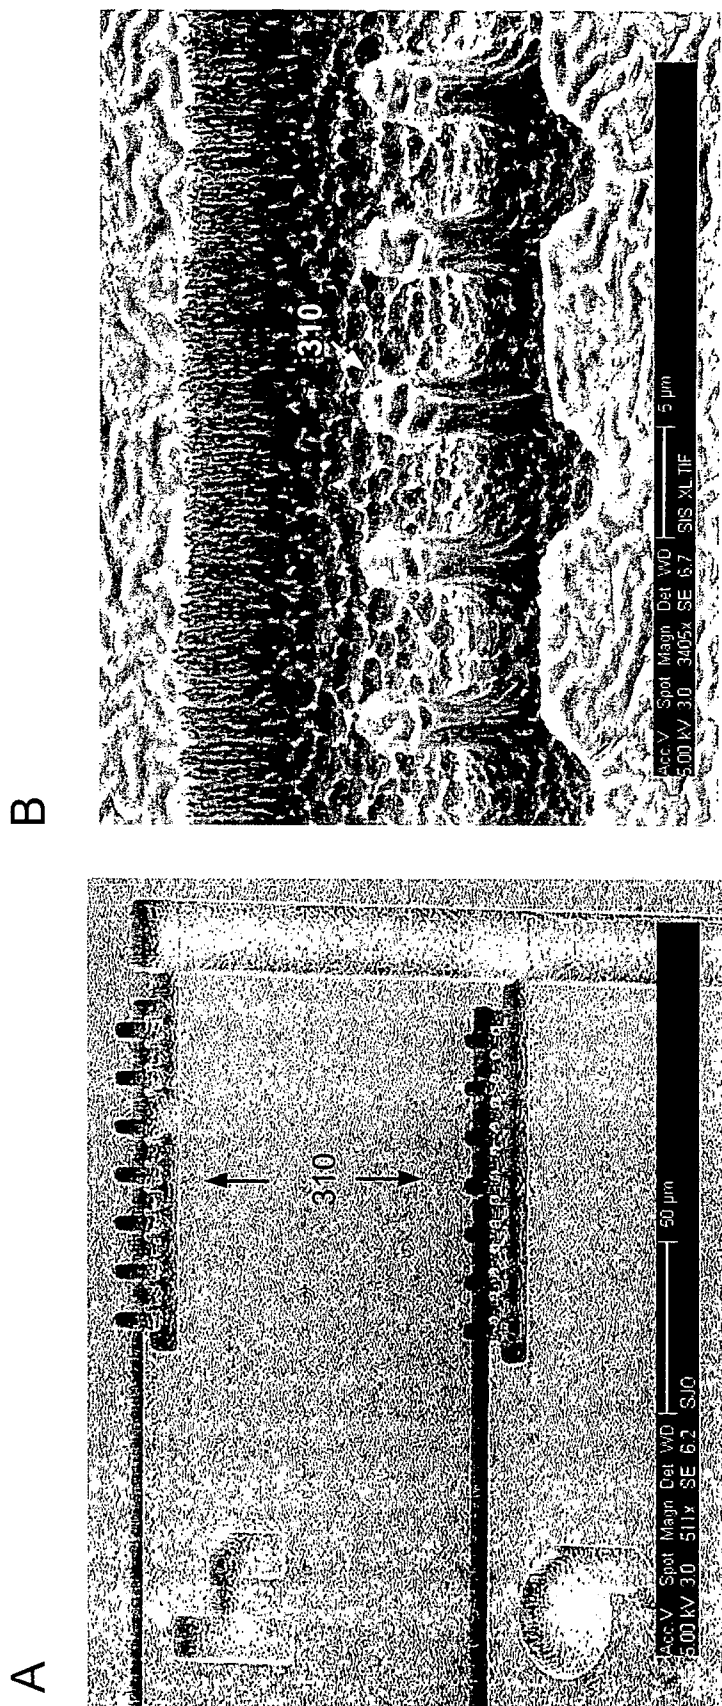 A
310
Acc.V Spot Magn Det WD 50 µm
5.00 kV 3.0 511x SE 6.2 SJO
B
310
Acc.V Spot Magn Det WD 5 µm
5.00 kV 3.0 3405x SE 6.7 SIS XL TIF